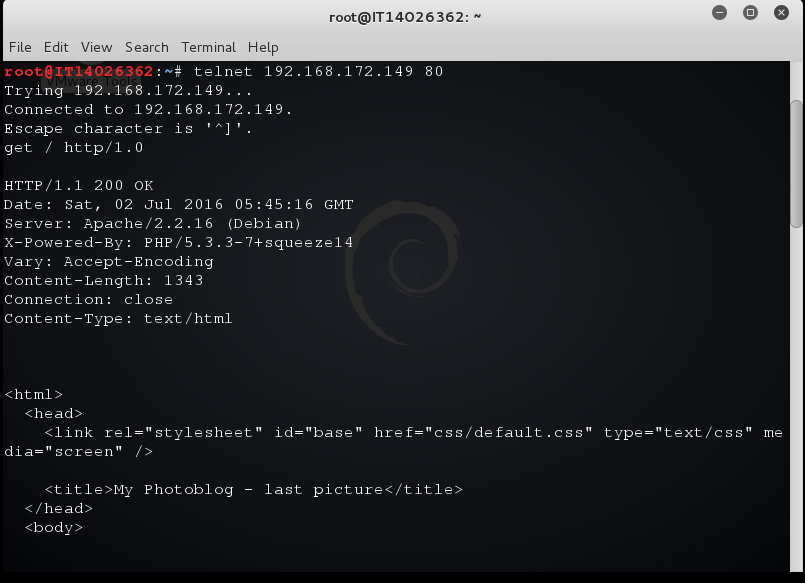 root@IT14026362: ~
File Edit View Search Terminal Help
root@IT14026362:~# telnet 192.168.172.149 80
VMware Tools
Trying 192.168.172.149...
Connected to 192.168.172.149.
Escape character is '^]'.
get / http/1.0
HTTP/1.1 200 OK
Date: Sat, 02 Jul 2016 05:45:16 GMT
Server: Apache/2.2.16 (Debian)
X-Powered-By: PHP/5.3.3-7+squeeze14
Vary: Accept-Encoding
Content-Length: 1343
Connection: close
Content-Type: text/html
<html>
  <head>
    <link rel="stylesheet" id="base" href="css/default.css" type="text/css" me
dia="screen" />
    <title>My Photoblog - last picture</title>
  </head>
  <body>